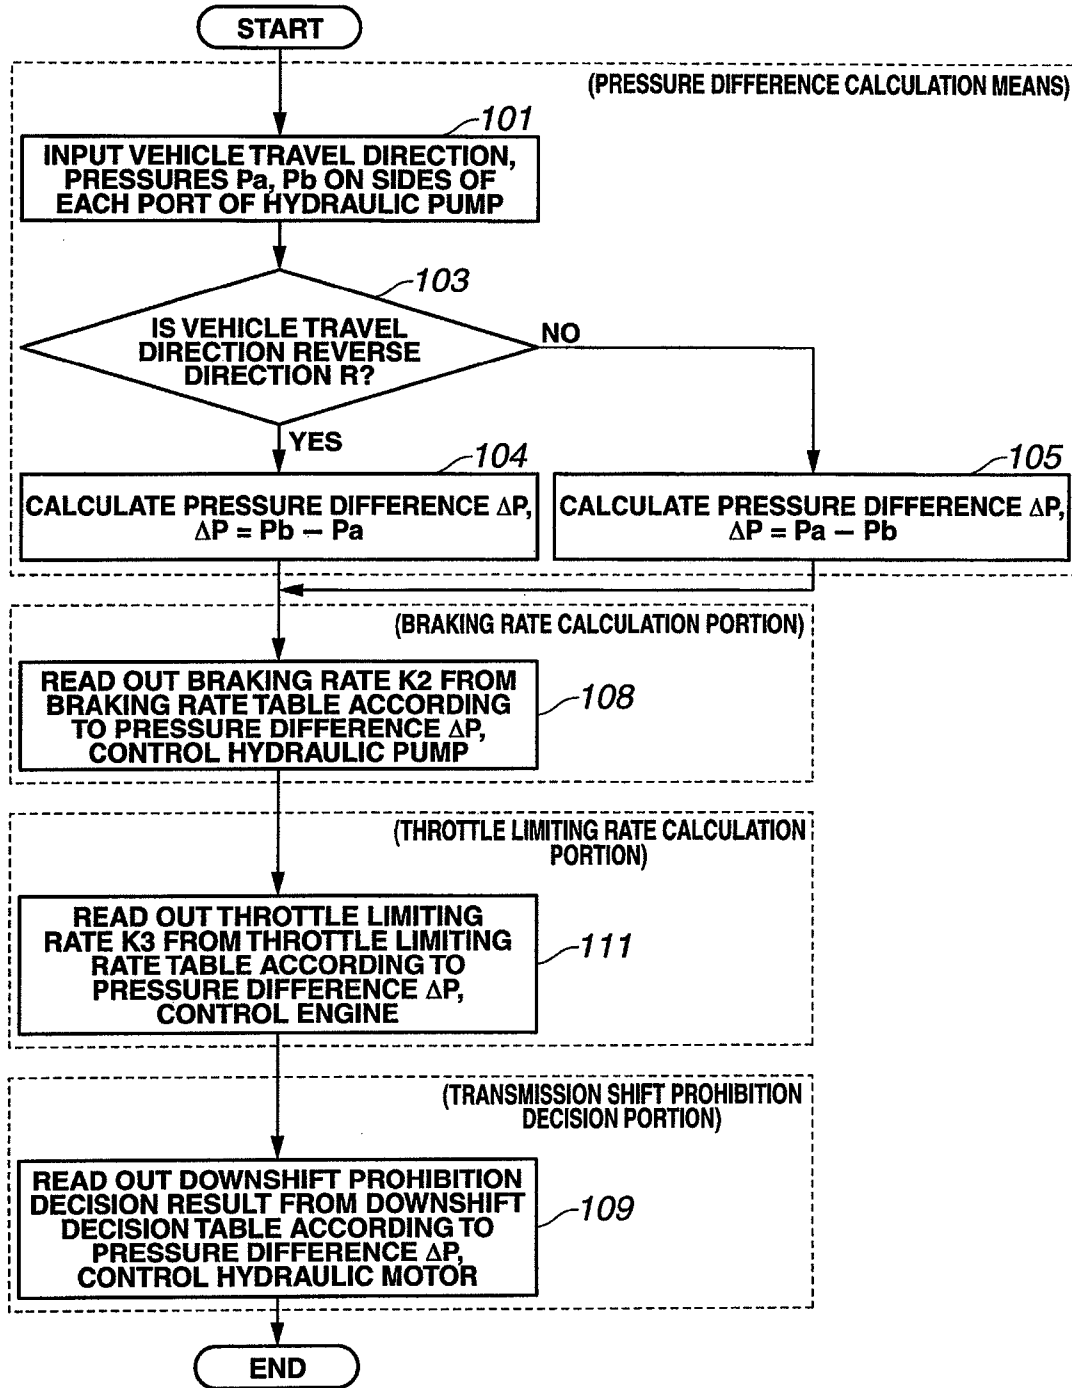 START
(PRESSURE DIFFERENCE CALCULATION MEANS)
101
INPUT VEHICLE TRAVEL DIRECTION,
PRESSURES Pa, Pb ON SIDES OF
EACH PORT OF HYDRAULIC PUMP
103
IS VEHICLE TRAVEL
DIRECTION REVERSE
DIRECTION R?
NO
YES
104
CALCULATE PRESSURE DIFFERENCE ΔP,
ΔP = Pb – Pa
105
CALCULATE PRESSURE DIFFERENCE ΔP,
ΔP = Pa – Pb
(BRAKING RATE CALCULATION PORTION)
READ OUT BRAKING RATE K2 FROM
BRAKING RATE TABLE ACCORDING
TO PRESSURE DIFFERENCE ΔP,
CONTROL HYDRAULIC PUMP
108
(THROTTLE LIMITING RATE CALCULATION
PORTION)
READ OUT THROTTLE LIMITING
RATE K3 FROM THROTTLE LIMITING
RATE TABLE ACCORDING TO
PRESSURE DIFFERENCE ΔP,
CONTROL ENGINE
111
(TRANSMISSION SHIFT PROHIBITION
DECISION PORTION)
READ OUT DOWNSHIFT PROHIBITION
DECISION RESULT FROM DOWNSHIFT
DECISION TABLE ACCORDING TO
PRESSURE DIFFERENCE ΔP,
CONTROL HYDRAULIC MOTOR
109
END